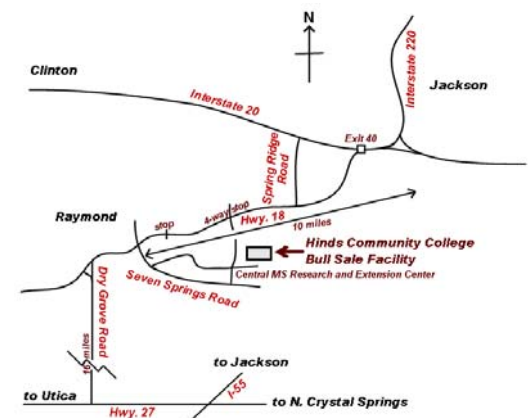 N
Clinton
Interstate 20
Interstate 220
Jackson
Exit 40
Spring Ridge
Road
4-way stop
stop
Hwy. 18
10 miles
Raymond
Hinds Community College
Bull Sale Facility
Central MS Research and Extension Center
Seven Springs Road
Dry Grove Road
miles
to Jackson
I-55
to Utica
Hwy. 27
to N. Crystal Springs